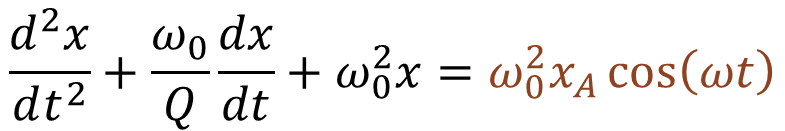 d²x/dt² + ω₀/Q dx/dt + ω₀²x = ω₀²x_A cos(ωt)